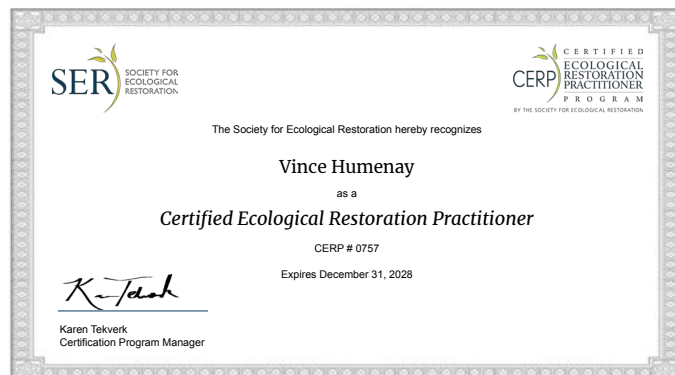 SER
SOCIETY FOR
ECOLOGICAL
RESTORATION
CERTIFIED
CERP
ECOLOGICAL
RESTORATION
PRACTITIONER
PROGRAM
BY THE SOCIETY FOR ECOLOGICAL RESTORATION
The Society for Ecological Restoration hereby recognizes
Vince Humenay
as a
Certified Ecological Restoration Practitioner
CERP # 0757
Expires December 31, 2028
Karen Tekverk
Certification Program Manager